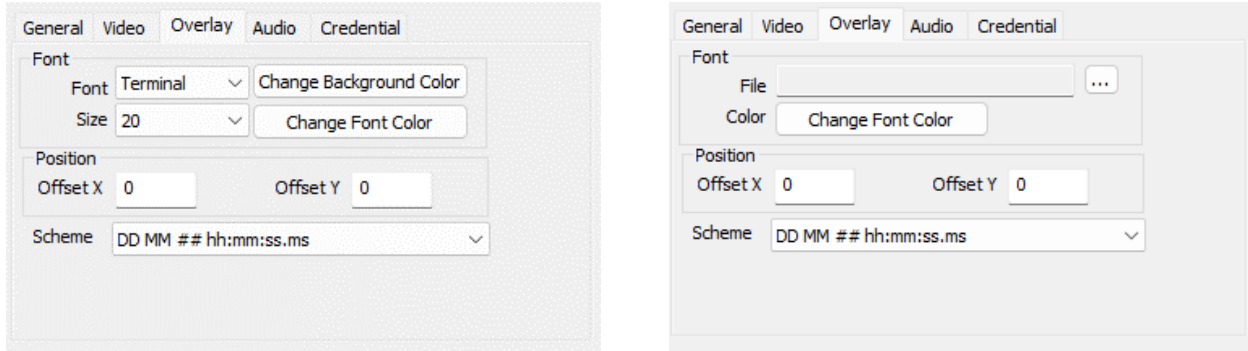 General Video Overlay Audio Credential
Font
Font Terminal Change Background Color
Size 20 Change Font Color
Position
Offset X 0 Offset Y 0
Scheme DD MM ## hh:mm:ss.ms
General Video Overlay Audio Credential
Font
File ...
Color Change Font Color
Position
Offset X 0 Offset Y 0
Scheme DD MM ## hh:mm:ss.ms